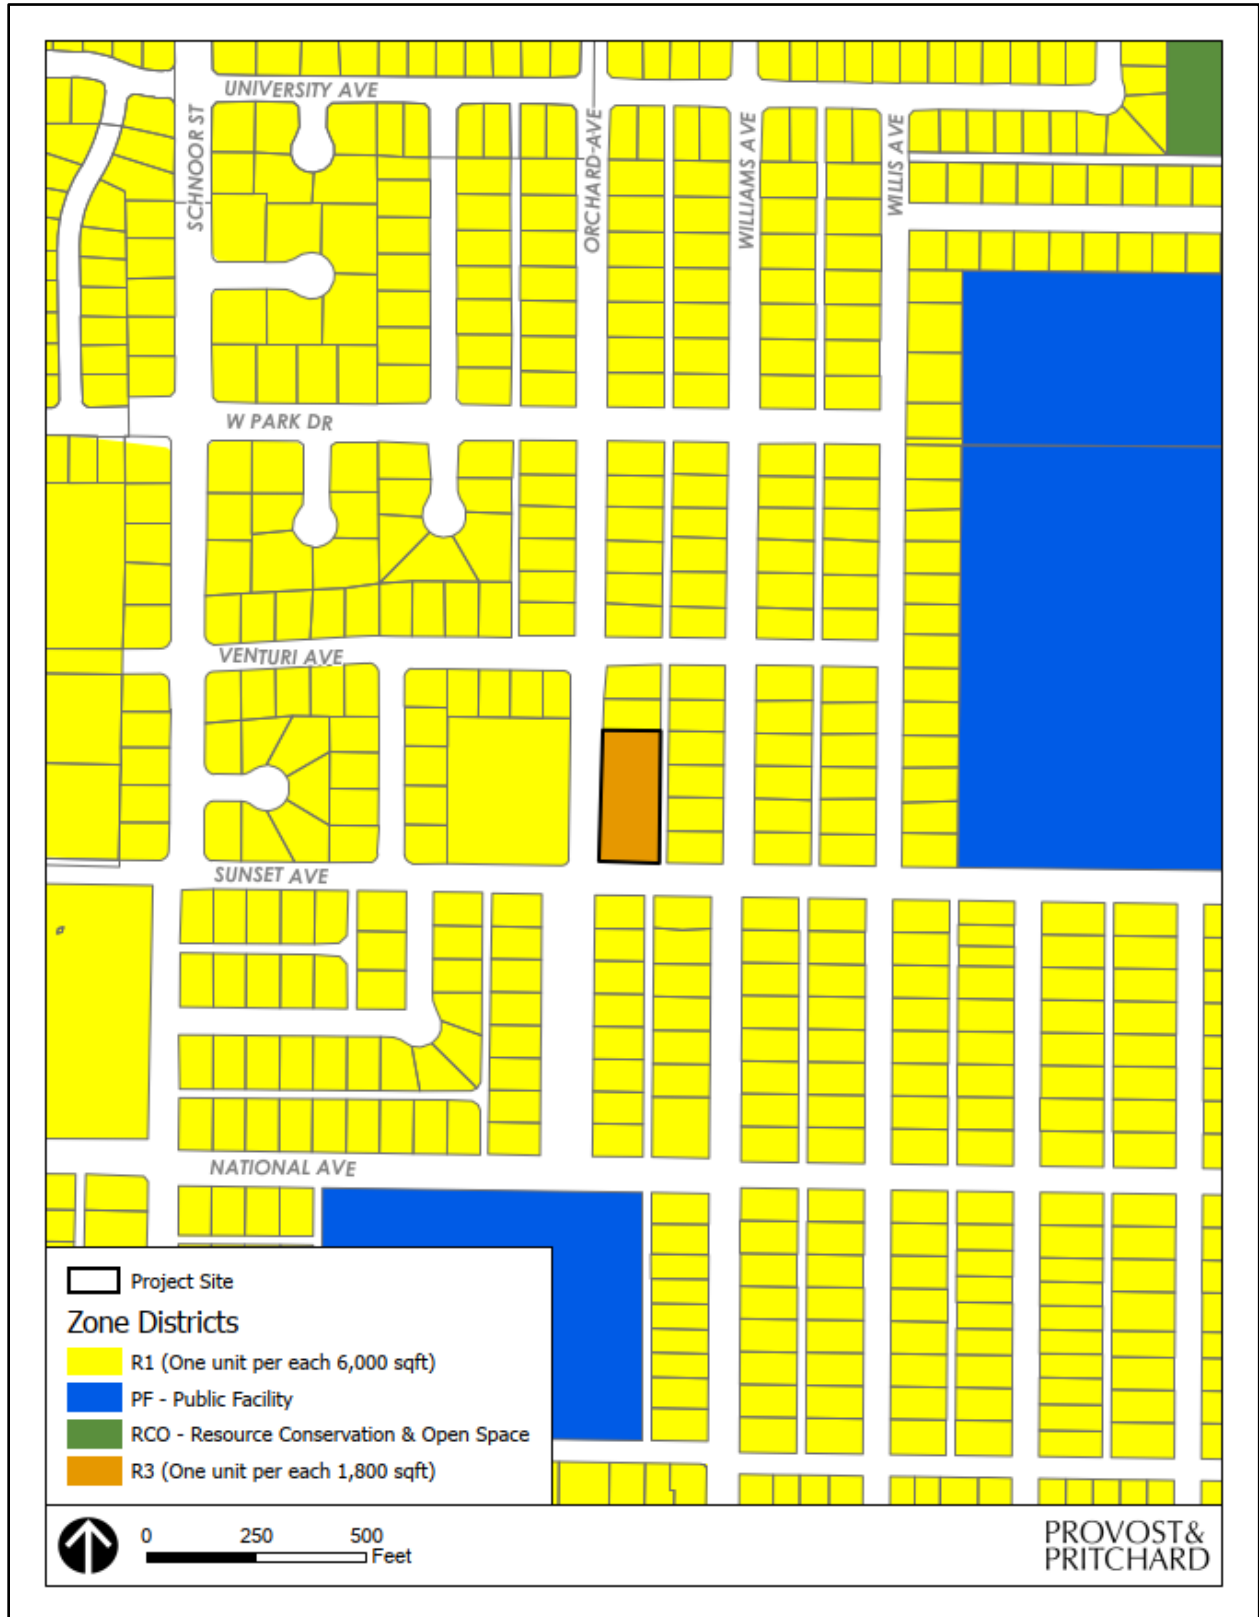 UNIVERSITY AVE
SCHNOOR ST
ORCHARD AVE
WILLIAMS AVE
WILLIS AVE
W PARK DR
VENTURI AVE
SUNSET AVE
NATIONAL AVE
Project Site
Zone Districts
R1 (One unit per each 6,000 sqft)
PF - Public Facility
RCO - Resource Conservation & Open Space
R3 (One unit per each 1,800 sqft)
0 250 500
Feet
PROVOST&
PRITCHARD